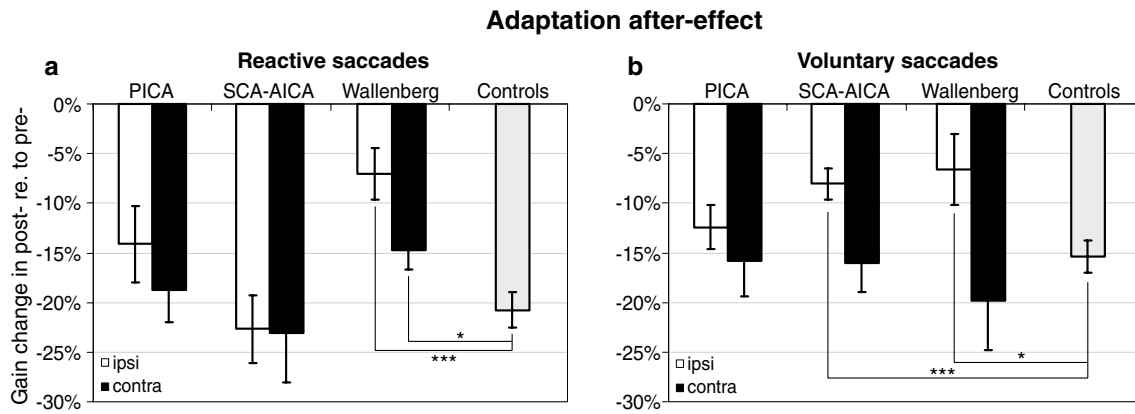 Adaptation after-effect
a Reactive saccades
PICA SCA-AICA Wallenberg Controls
0%
-5%
-10%
-15%
-20%
-25%
-30%
Gain change in post- re. to pre-
*
***
ipsi
contra
b Voluntary saccades
PICA SCA-AICA Wallenberg Controls
0%
-5%
-10%
-15%
-20%
-25%
-30%
*
***
ipsi
contra